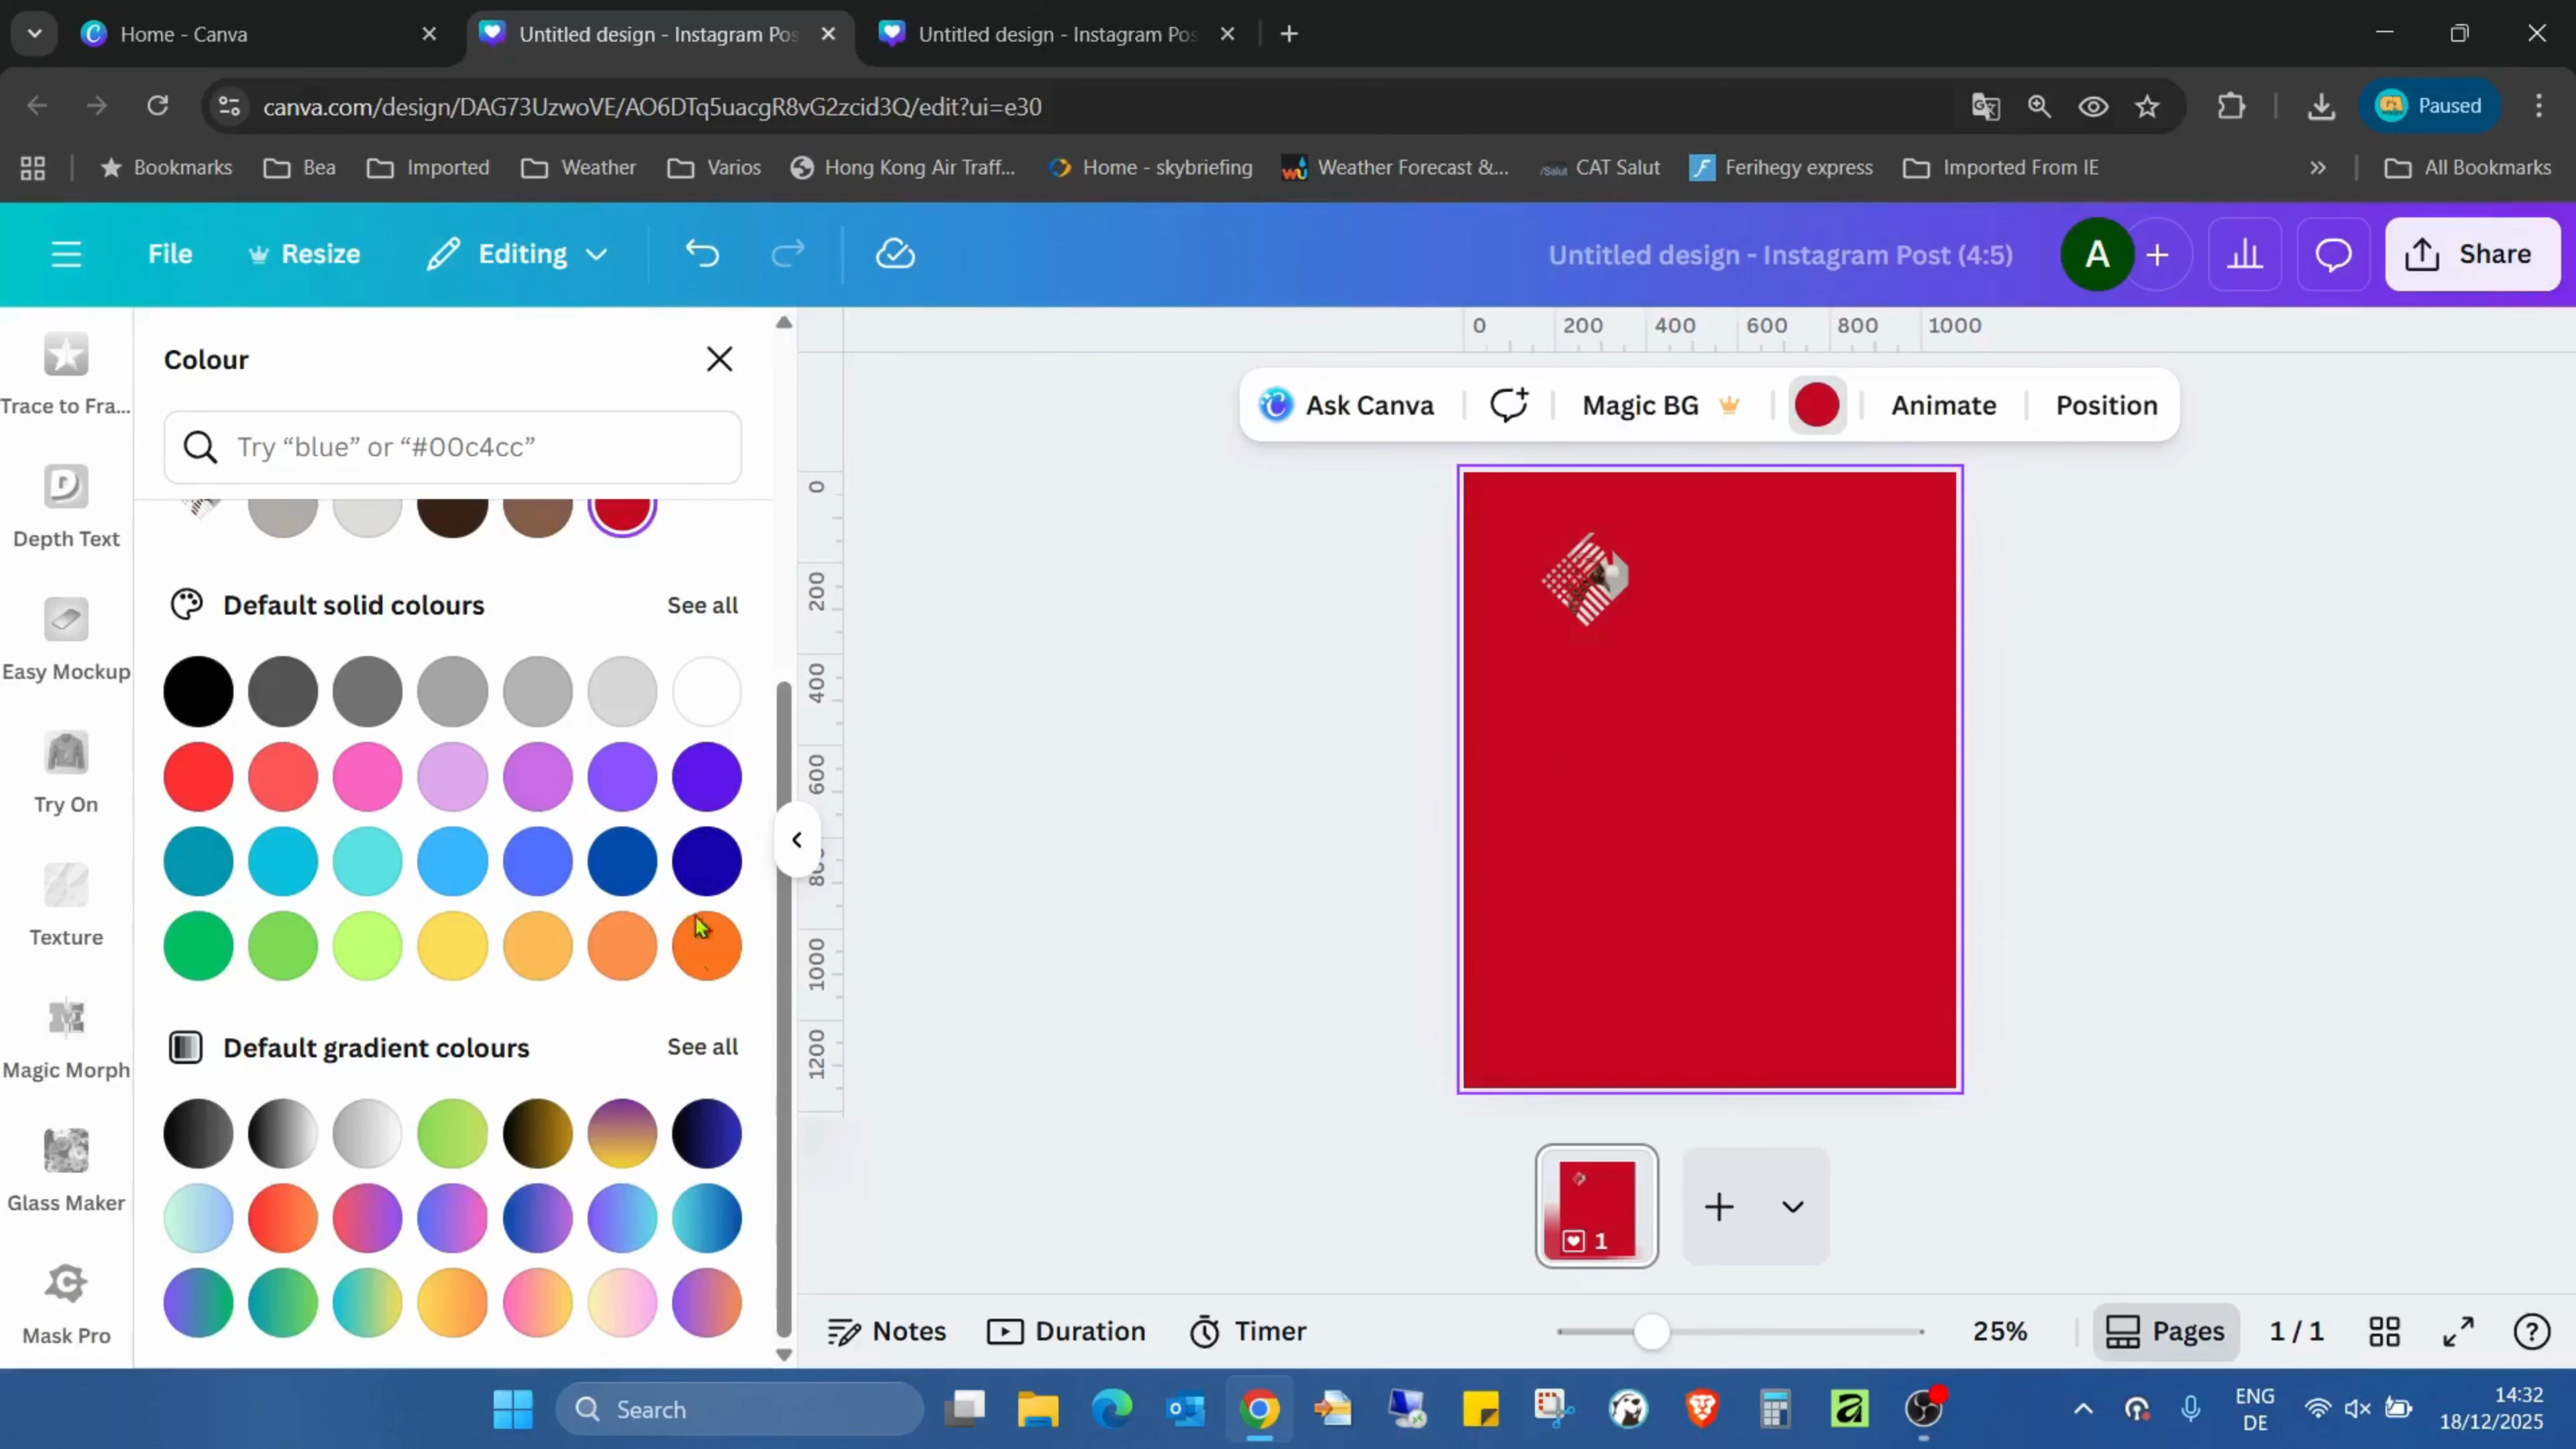 Home - Canva
Untitled design - Instagram Pos
Untitled design - Instagram Pos
canva.com/design/DAG73UzwoVE/AO6DTq5uacgR8vG2zcid3Q/edit?ui=e30
Paused
Bookmarks
Bea
Imported
Weather
Varios
Hong Kong Air Traff...
Home - skybriefing
Weather Forecast &...
CAT Salut
Ferihegy express
Imported From IE
All Bookmarks
File
Resize
Editing
Untitled design - Instagram Post (4:5)
A
Share
Trace to Fra...
Depth Text
Easy Mockup
Try On
Texture
Magic Morph
Glass Maker
Mask Pro
Colour
Try “blue” or “#00c4cc”
Default solid colours
See all
Default gradient colours
See all
0 200 400 600 800 1000
0
200
400
600
1000
1200
Ask Canva
Magic BG
Animate
Position
1
Notes
Duration
Timer
25%
Pages
1 / 1
Search
ENG
DE
14:32
18/12/2025